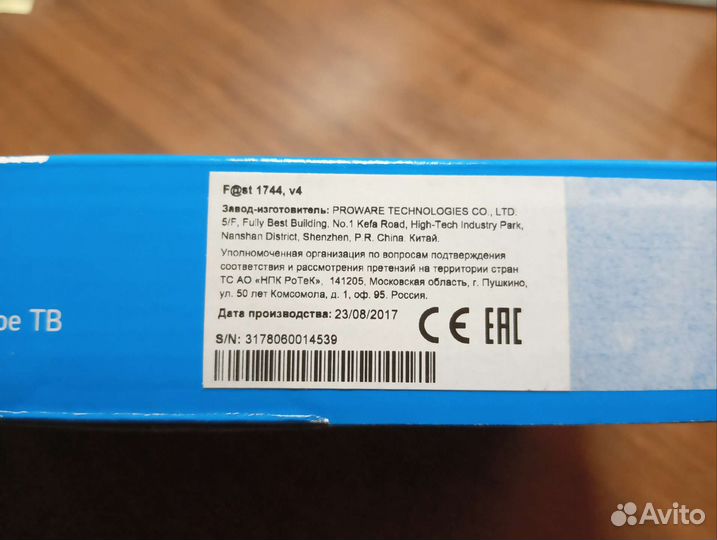 F@st 1744, v4
Завод-изготовитель: PROWARE TECHNOLOGIES CO., LTD.
5/F, Fully Best Building, No.1 Kefa Road, High-Tech Industry Park,
Nanshan District, Shenzhen, P.R. China. Китай.
Уполномоченная организация по вопросам подтверждения
соответствия и рассмотрения претензий на территории стран
ТС АО «НПК РоТеК», 141205, Московская область, г. Пушкино,
ул. 50 лет Комсомола, д. 1, оф. 95. Россия.
ое ТВ
Дата производства: 23/08/2017
CE EAC
S/N: 3178060014539
Avito